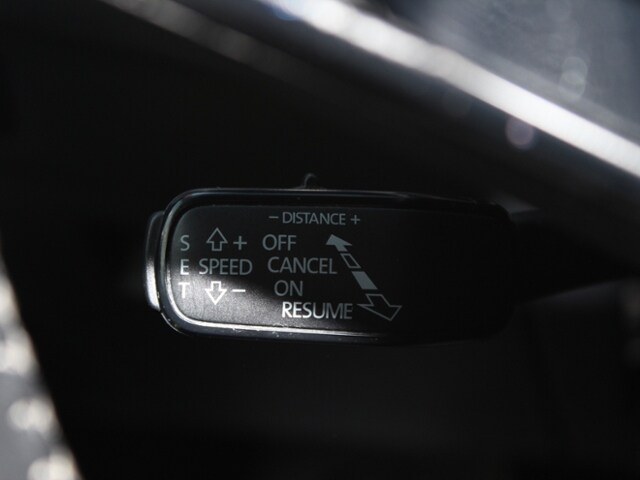 – DISTANCE +
S + OFF
E SPEED CANCEL
T – ON
RESUME